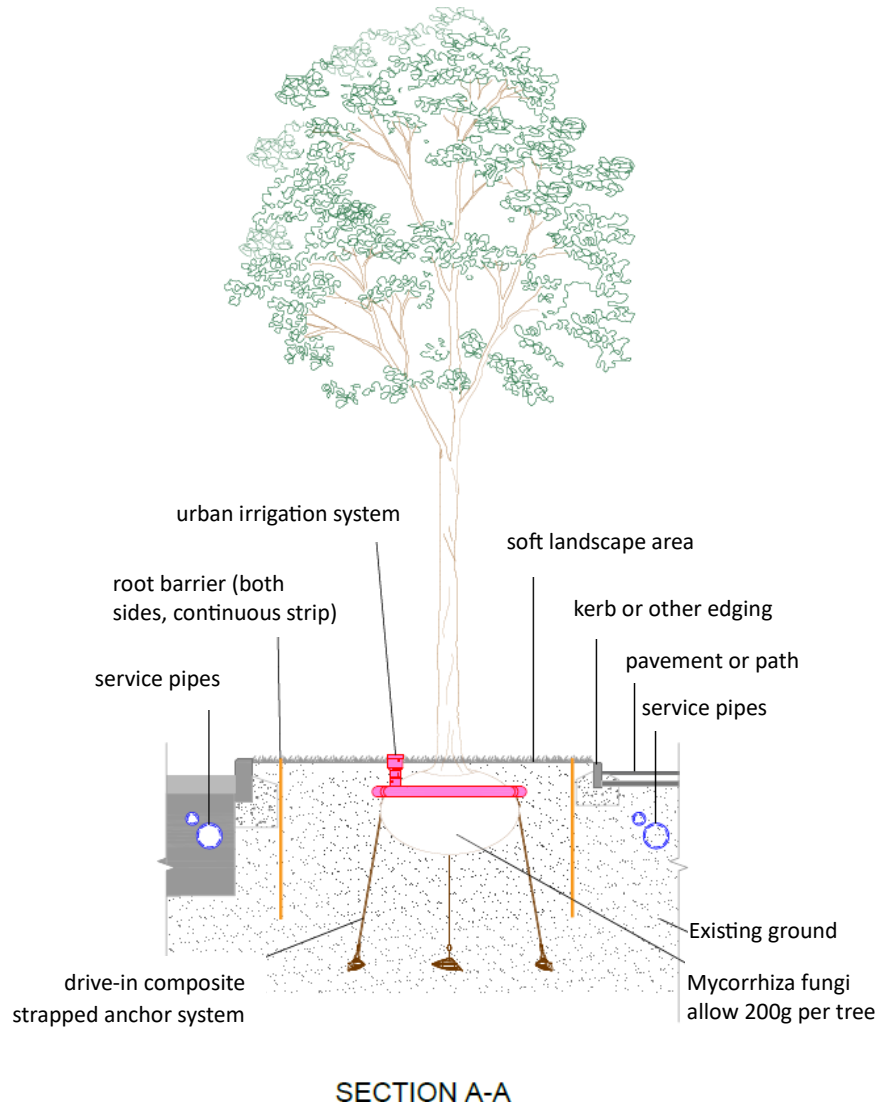 urban irrigation system
soft landscape area
root barrier (both
sides, continuous strip)
kerb or other edging
pavement or path
service pipes
service pipes
Existing ground
drive-in composite
strapped anchor system
Mycorrhiza fungi
allow 200g per tree
SECTION A-A